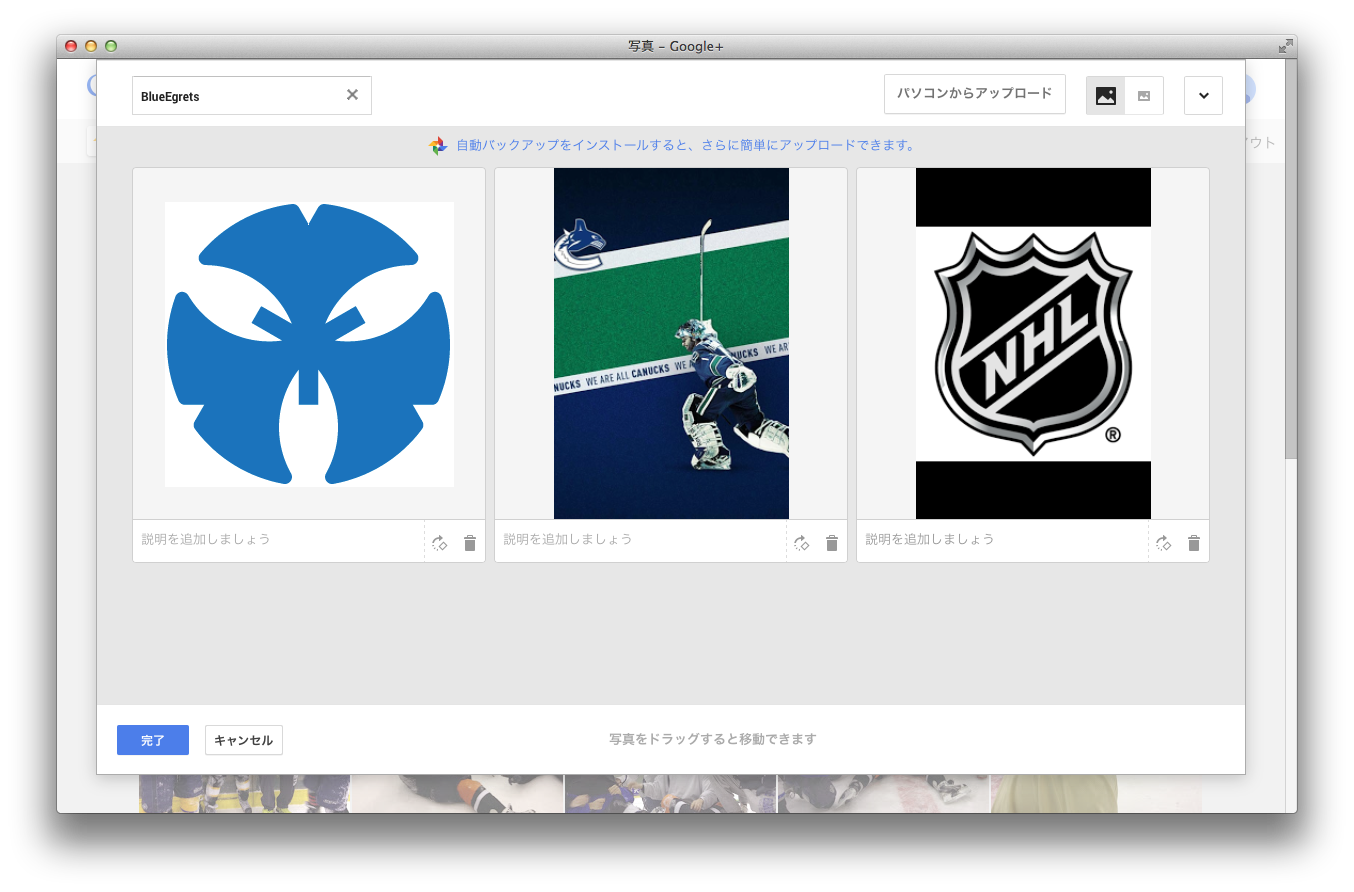 写真 – Google+
BlueEgrets
パソコンからアップロード
自動バックアップをインストールすると、さらに簡単にアップロードできます。
WE ARE ALL CANUCKS
NHL
®
説明を追加しましょう
説明を追加しましょう
説明を追加しましょう
完了
キャンセル
写真をドラッグすると移動できます